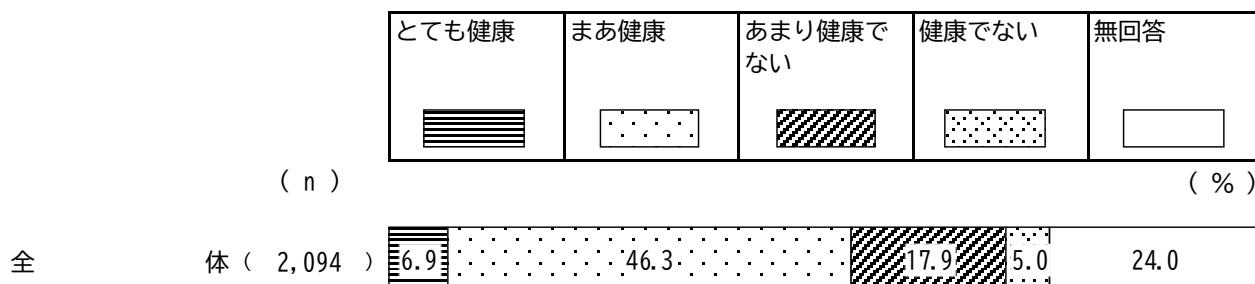 とても健康
まあ健康
あまり健康で
ない
健康でない
無回答
( n )
( % )
全 体 ( 2,094 ) 6.9 46.3 17.9 5.0 24.0